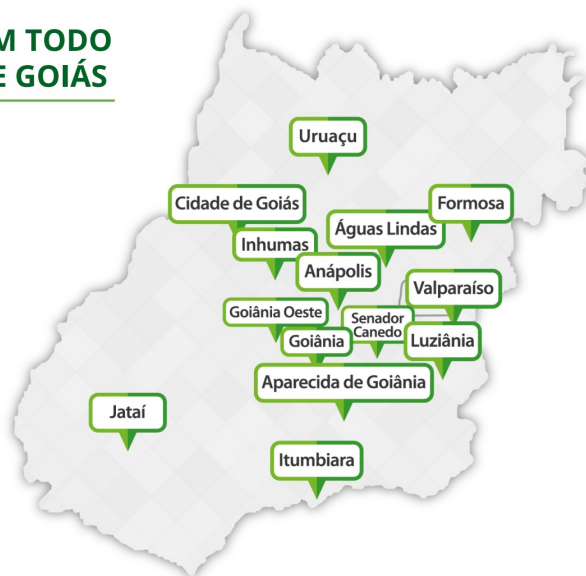 M TODO
E GOIÁS
Uruaçu
Cidade de Goiás
Formosa
Águas Lindas
Inhumas
Anápolis
Valparaíso
Goiânia Oeste
Senador
Canedo
Goiânia
Luziânia
Aparecida de Goiânia
Jataí
Itumbiara